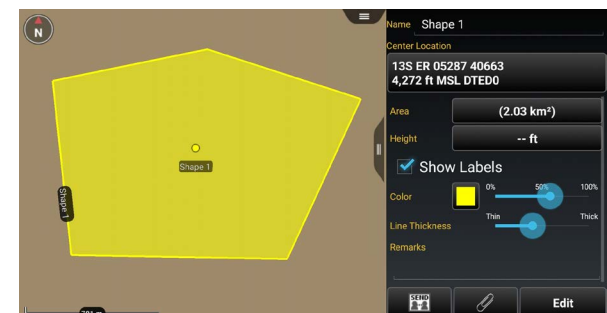 N
Shape 1
Shape 1
Name Shape 1
Center Location
13S ER 05287 40663
4,272 ft MSL DTED0
Area (2.03 km²)
Height -- ft
Show Labels
Color 0% 50% 100%
Line Thickness Thin Thick
Remarks
SEND
Edit